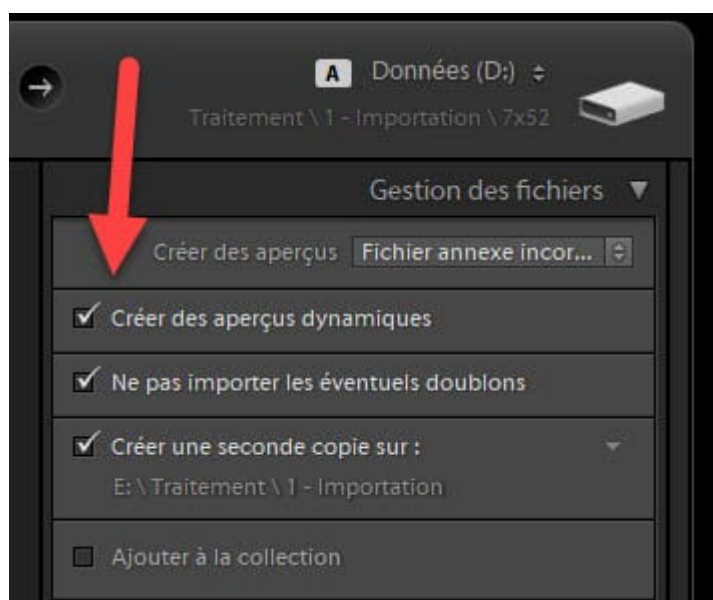 A Données (D:)
Traitement \ 1 - Importation \ 7x52
Gestion des fichiers
Créer des aperçus Fichier annexe incor...
Créer des aperçus dynamiques
Ne pas importer les éventuels doublons
Créer une seconde copie sur :
E: \ Traitement \ 1 - Importation
Ajouter à la collection